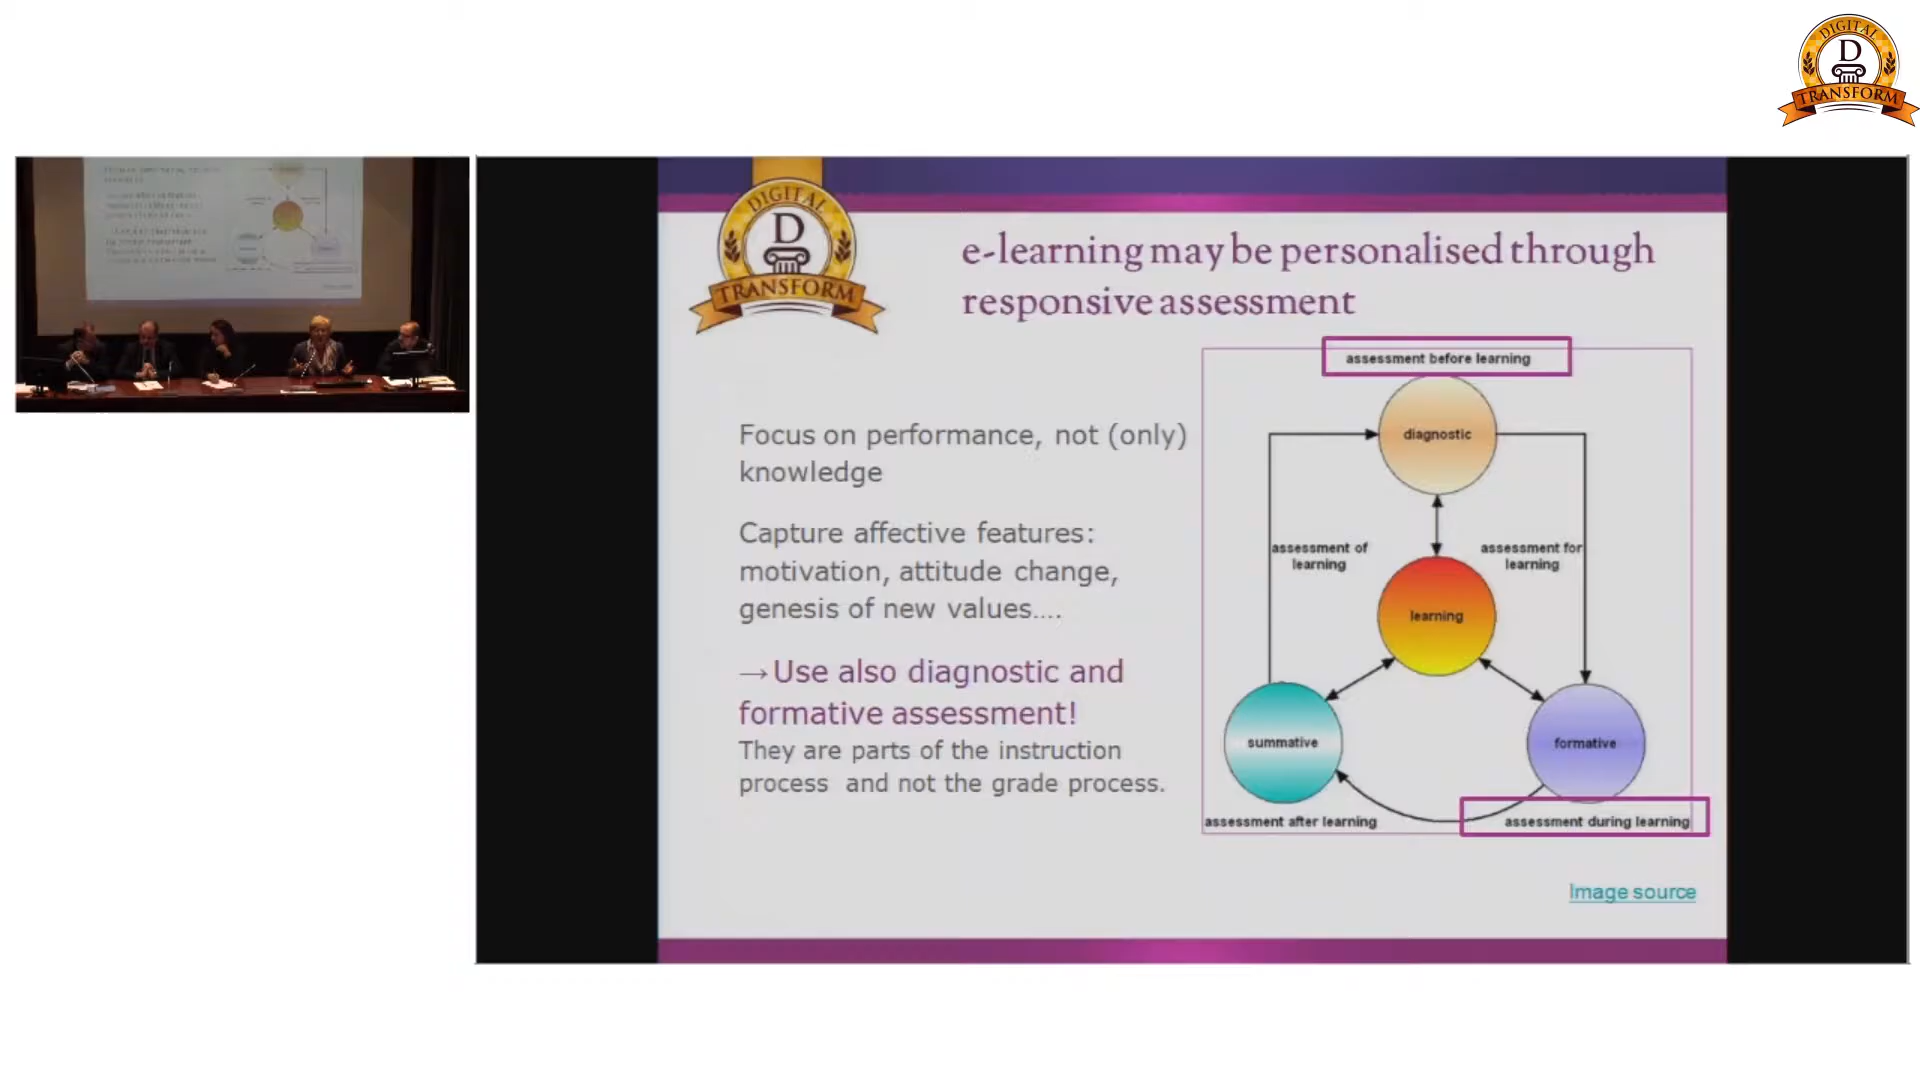 DIGITAL
D
TRANSFORM
DIGITAL
D
TRANSFORM
e-learning may be personalised through
responsive assessment
Focus on performance, not (only)
knowledge
Capture affective features:
motivation, attitude change,
genesis of new values....
→Use also diagnostic and
formative assessment!
They are parts of the instruction
process and not the grade process.
assessment before learning
diagnostic
assessment of
learning
assessment for
learning
learning
summative
formative
assessment after learning
assessment during learning
Image source